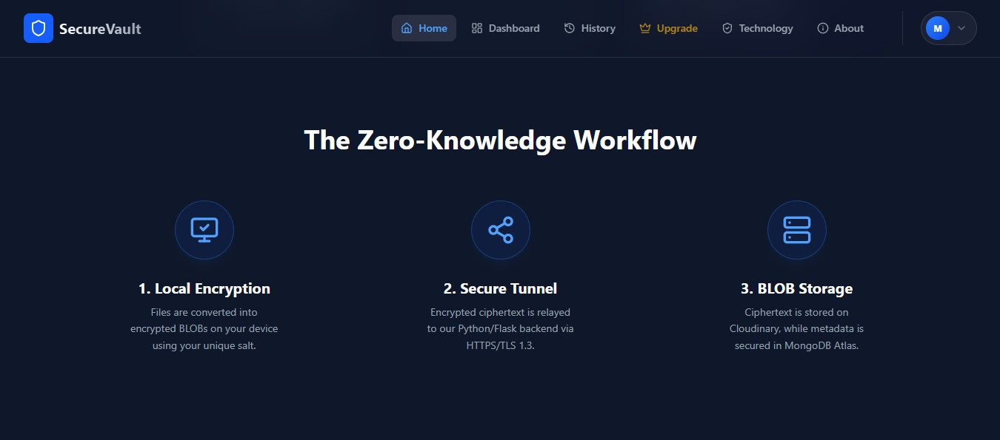 SecureVault
Home
Dashboard
History
Upgrade
Technology
About
M
The Zero-Knowledge Workflow
1. Local Encryption
Files are converted into
encrypted BLOBs on your device
using your unique salt.
2. Secure Tunnel
Encrypted ciphertext is relayed
to our Python/Flask backend via
HTTPS/TLS 1.3.
3. BLOB Storage
Ciphertext is stored on
Cloudinary, while metadata is
secured in MongoDB Atlas.